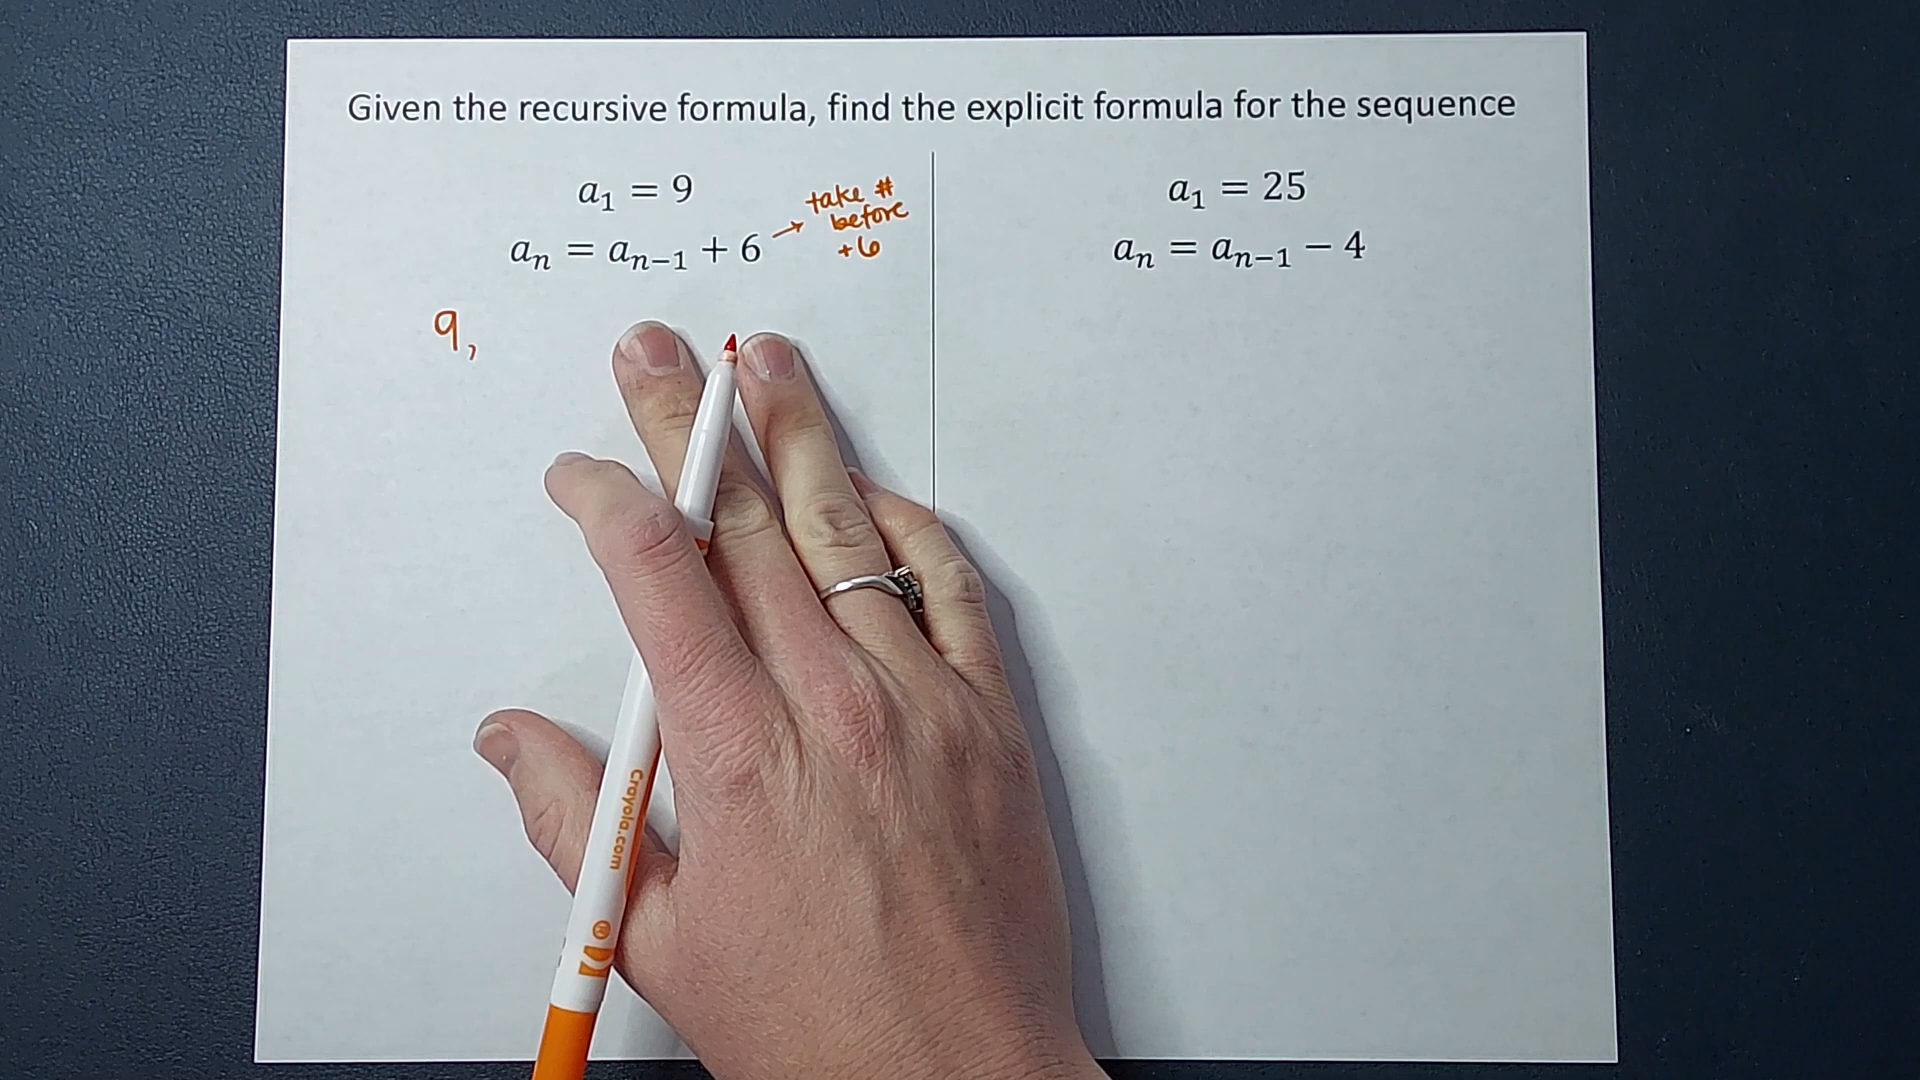 Given the recursive formula, find the explicit formula for the sequence
a₁ = 9
aₙ = aₙ₋₁ + 6
→ take #
before
+6
9,
a₁ = 25
aₙ = aₙ₋₁ − 4
Crayola.com